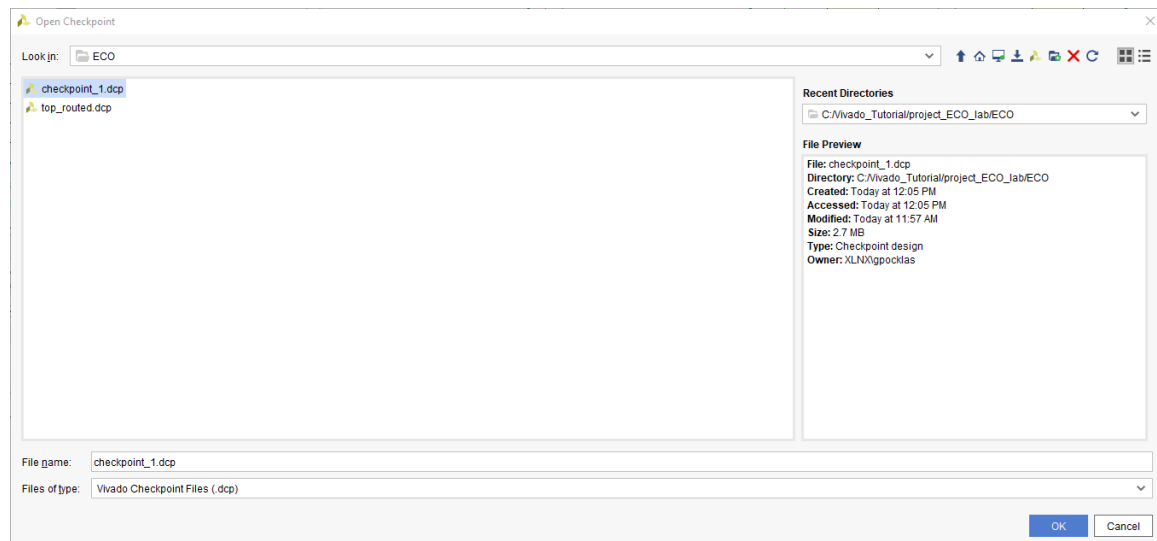 Open Checkpoint
Look in: ECO
checkpoint_1.dcp
top_routed.dcp
Recent Directories
C:/Vivado_Tutorial/project_ECO_lab/ECO
File Preview
File: checkpoint_1.dcp
Directory: C:/Vivado_Tutorial/project_ECO_lab/ECO
Created: Today at 12:05 PM
Accessed: Today at 12:05 PM
Modified: Today at 11:57 AM
Size: 2.7 MB
Type: Checkpoint design
Owner: XLNX\gpocklas
File name: checkpoint_1.dcp
Files of type: Vivado Checkpoint Files (.dcp)
OK Cancel